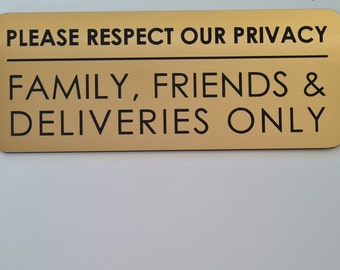 PLEASE RESPECT OUR PRIVACY
FAMILY, FRIENDS &
DELIVERIES ONLY